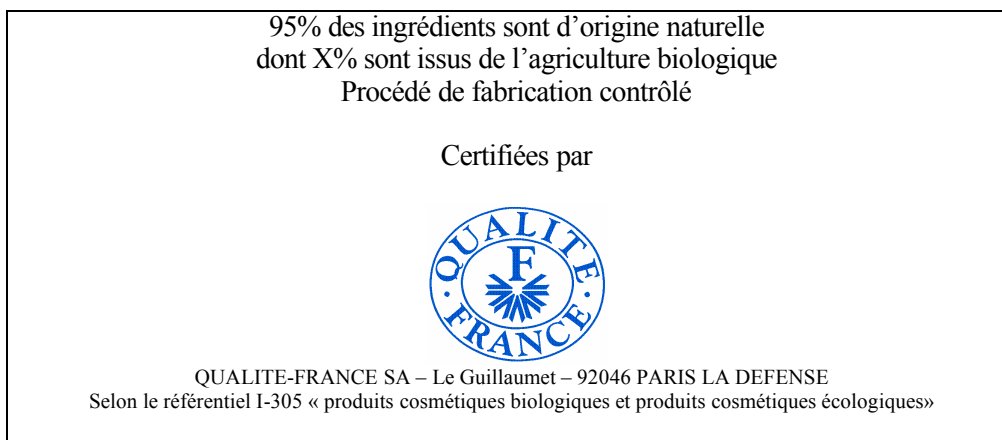 95% des ingrédients sont d’origine naturelle
dont X% sont issus de l’agriculture biologique
Procédé de fabrication contrôlé
Certifiées par
QUALITE
F
FRANCE
QUALITE-FRANCE SA – Le Guillaumet – 92046 PARIS LA DEFENSE
Selon le référentiel I-305 « produits cosmétiques biologiques et produits cosmétiques écologiques»